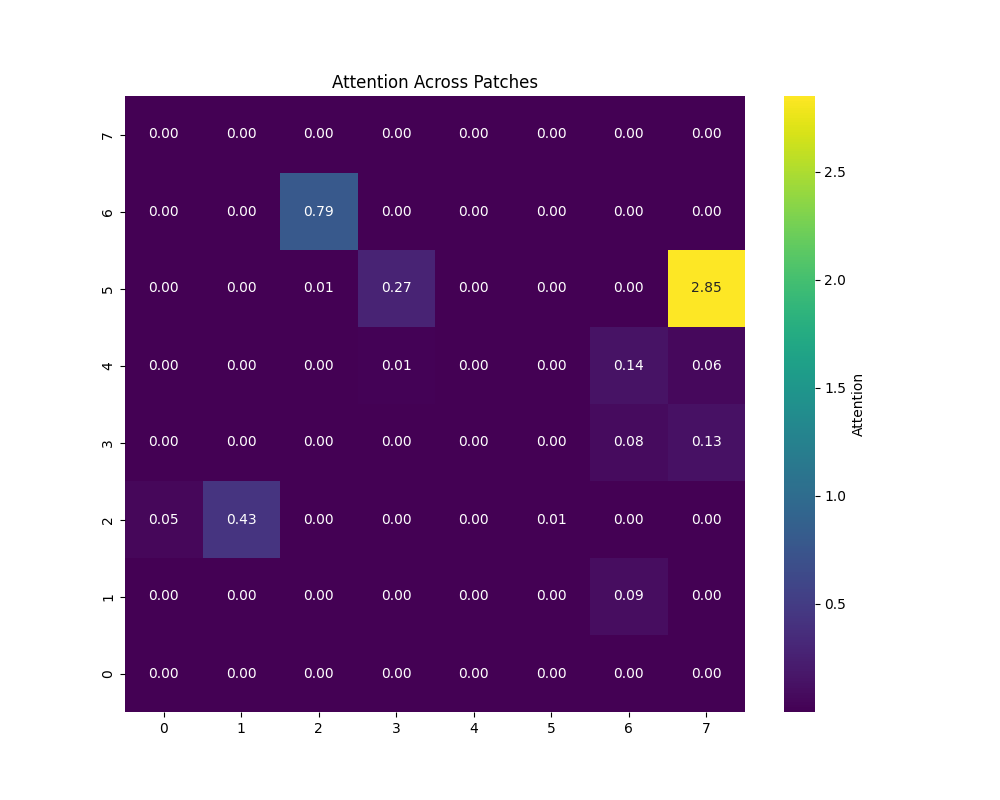 Attention Across Patches
7 0.00 0.00 0.00 0.00 0.00 0.00 0.00 0.00
6 0.00 0.00 0.79 0.00 0.00 0.00 0.00 0.00
5 0.00 0.00 0.01 0.27 0.00 0.00 0.00 2.85
4 0.00 0.00 0.00 0.01 0.00 0.00 0.14 0.06
3 0.00 0.00 0.00 0.00 0.00 0.00 0.08 0.13
2 0.05 0.43 0.00 0.00 0.00 0.01 0.00 0.00
1 0.00 0.00 0.00 0.00 0.00 0.00 0.09 0.00
0 0.00 0.00 0.00 0.00 0.00 0.00 0.00 0.00
0 1 2 3 4 5 6 7
2.5
2.0
1.5
1.0
0.5
Attention